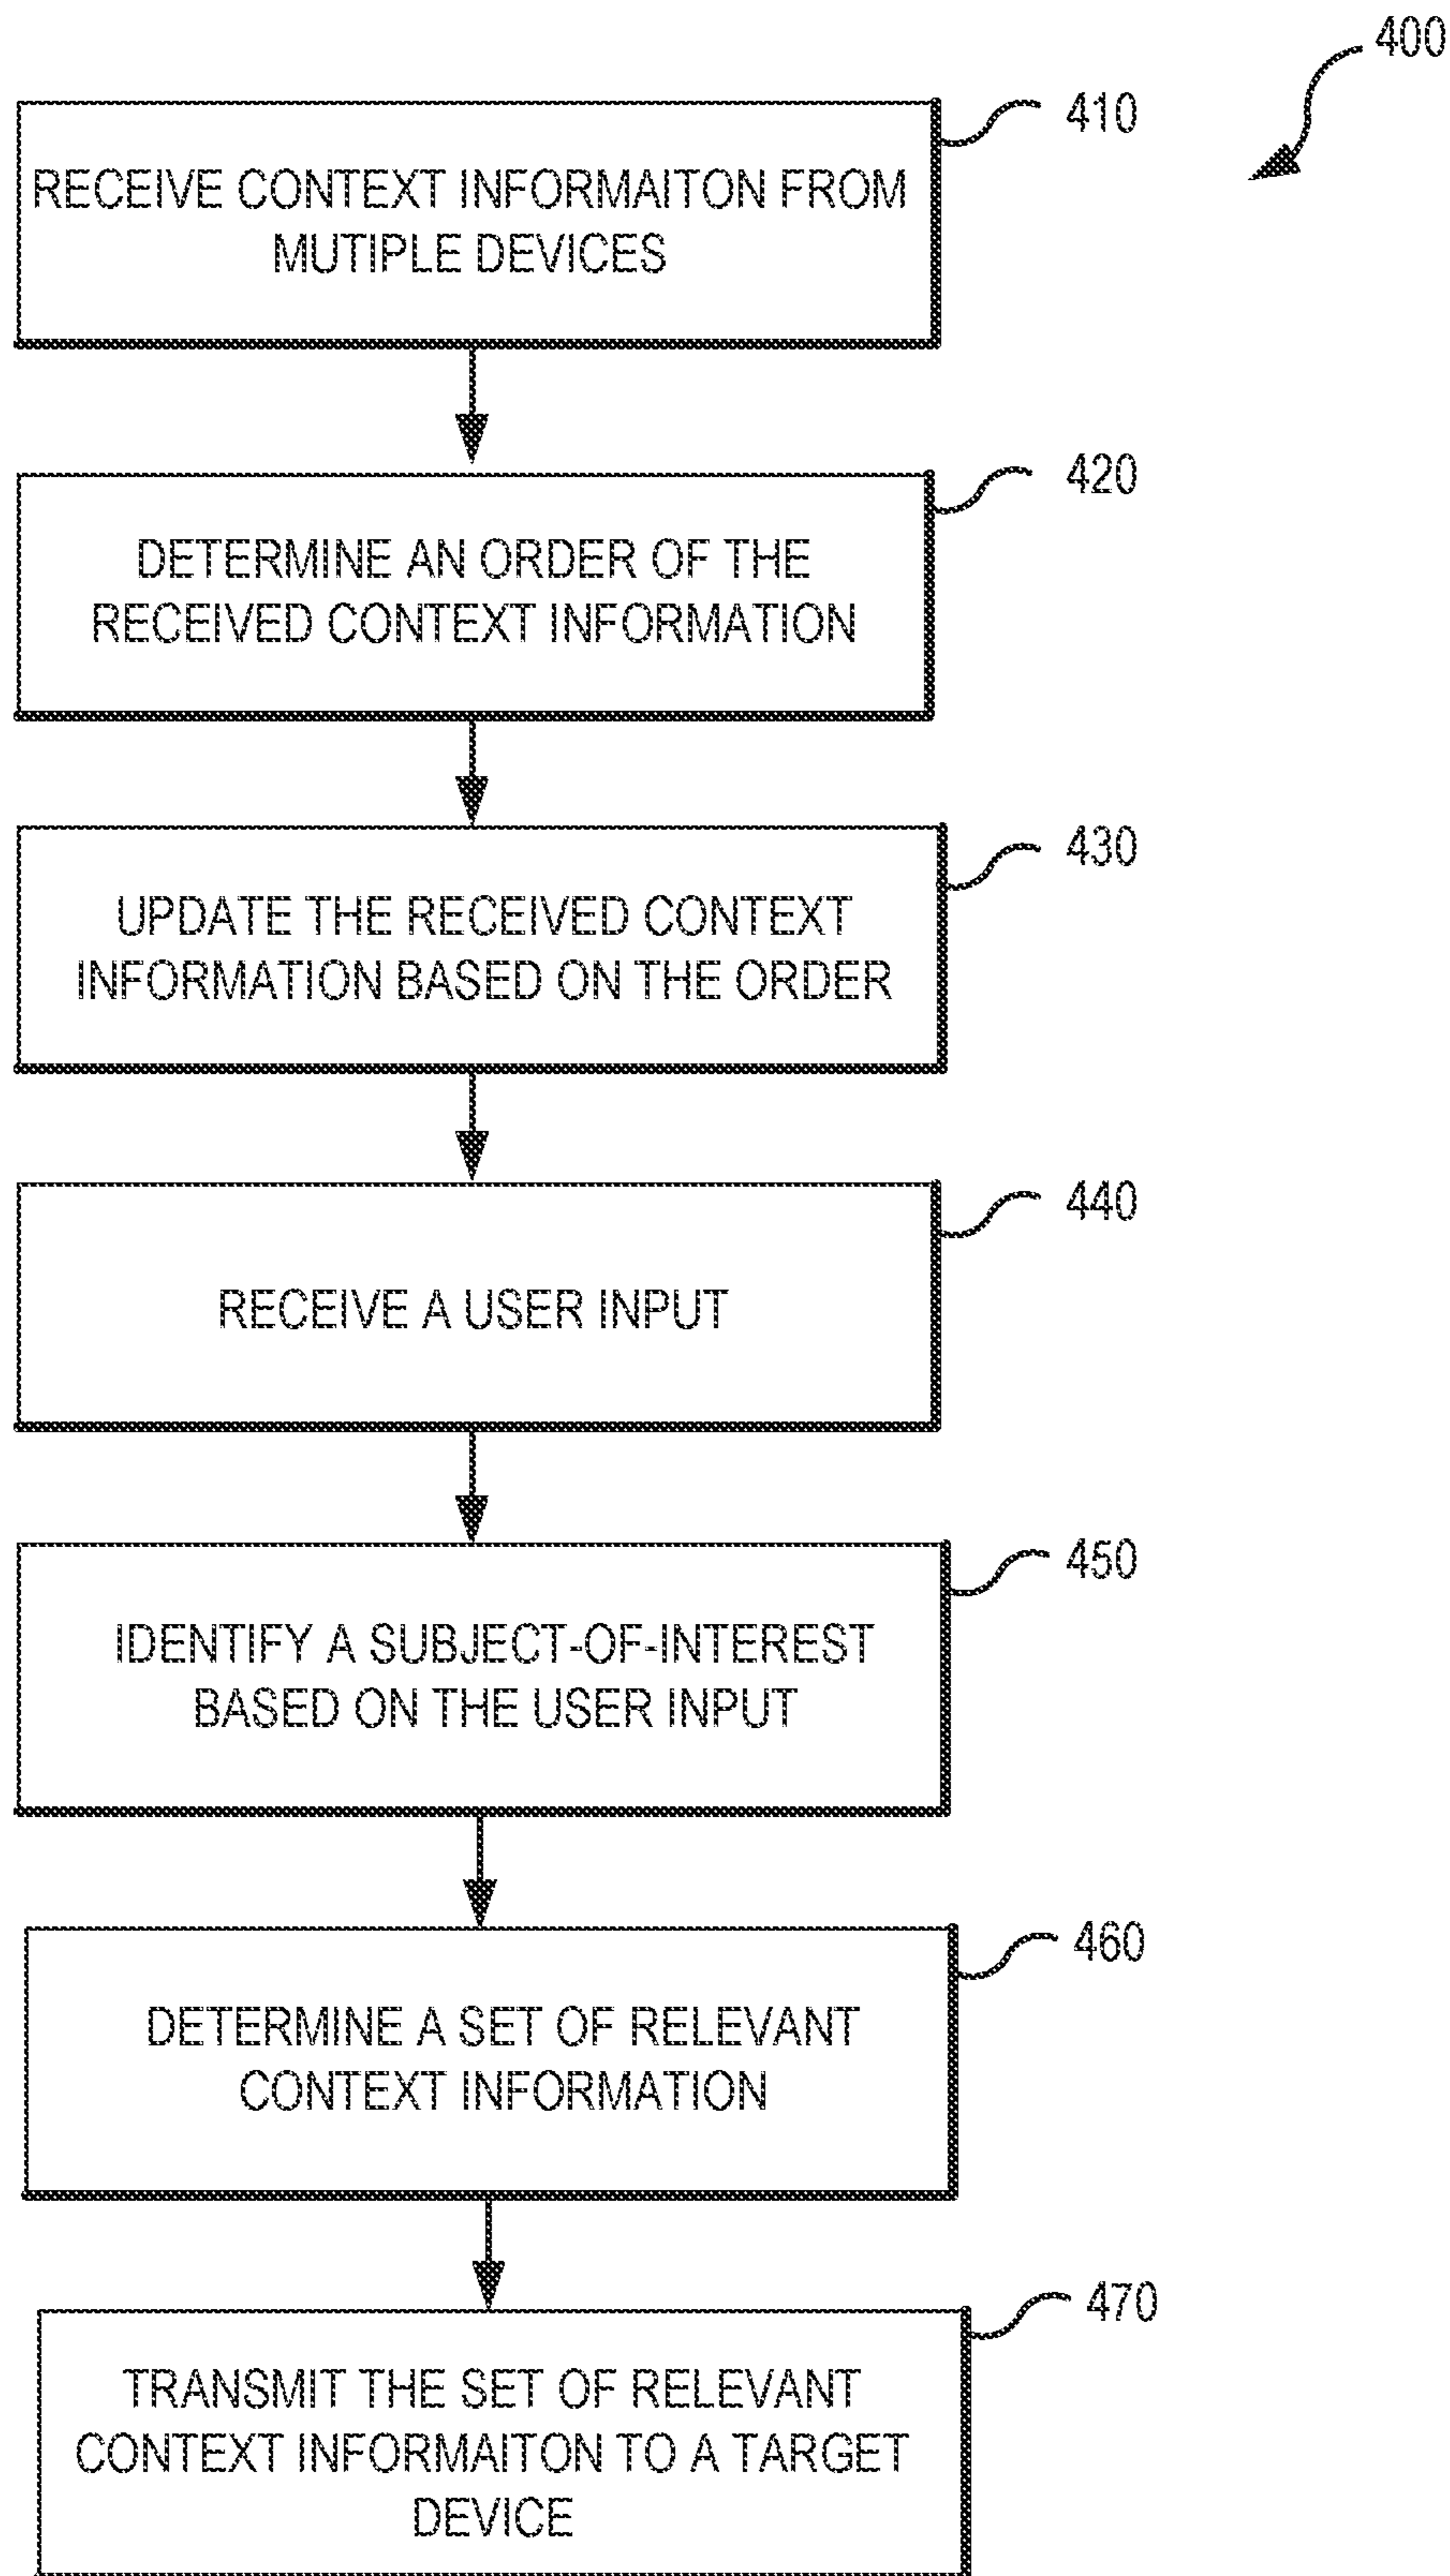 400
410
RECEIVE CONTEXT INFORMAITON FROM
MUTIPLE DEVICES
420
DETERMINE AN ORDER OF THE
RECEIVED CONTEXT INFORMATION
430
UPDATE THE RECEIVED CONTEXT
INFORMATION BASED ON THE ORDER
440
RECEIVE A USER INPUT
450
IDENTIFY A SUBJECT-OF-INTEREST
BASED ON THE USER INPUT
460
DETERMINE A SET OF RELEVANT
CONTEXT INFORMATION
470
TRANSMIT THE SET OF RELEVANT
CONTEXT INFORMAITON TO A TARGET
DEVICE